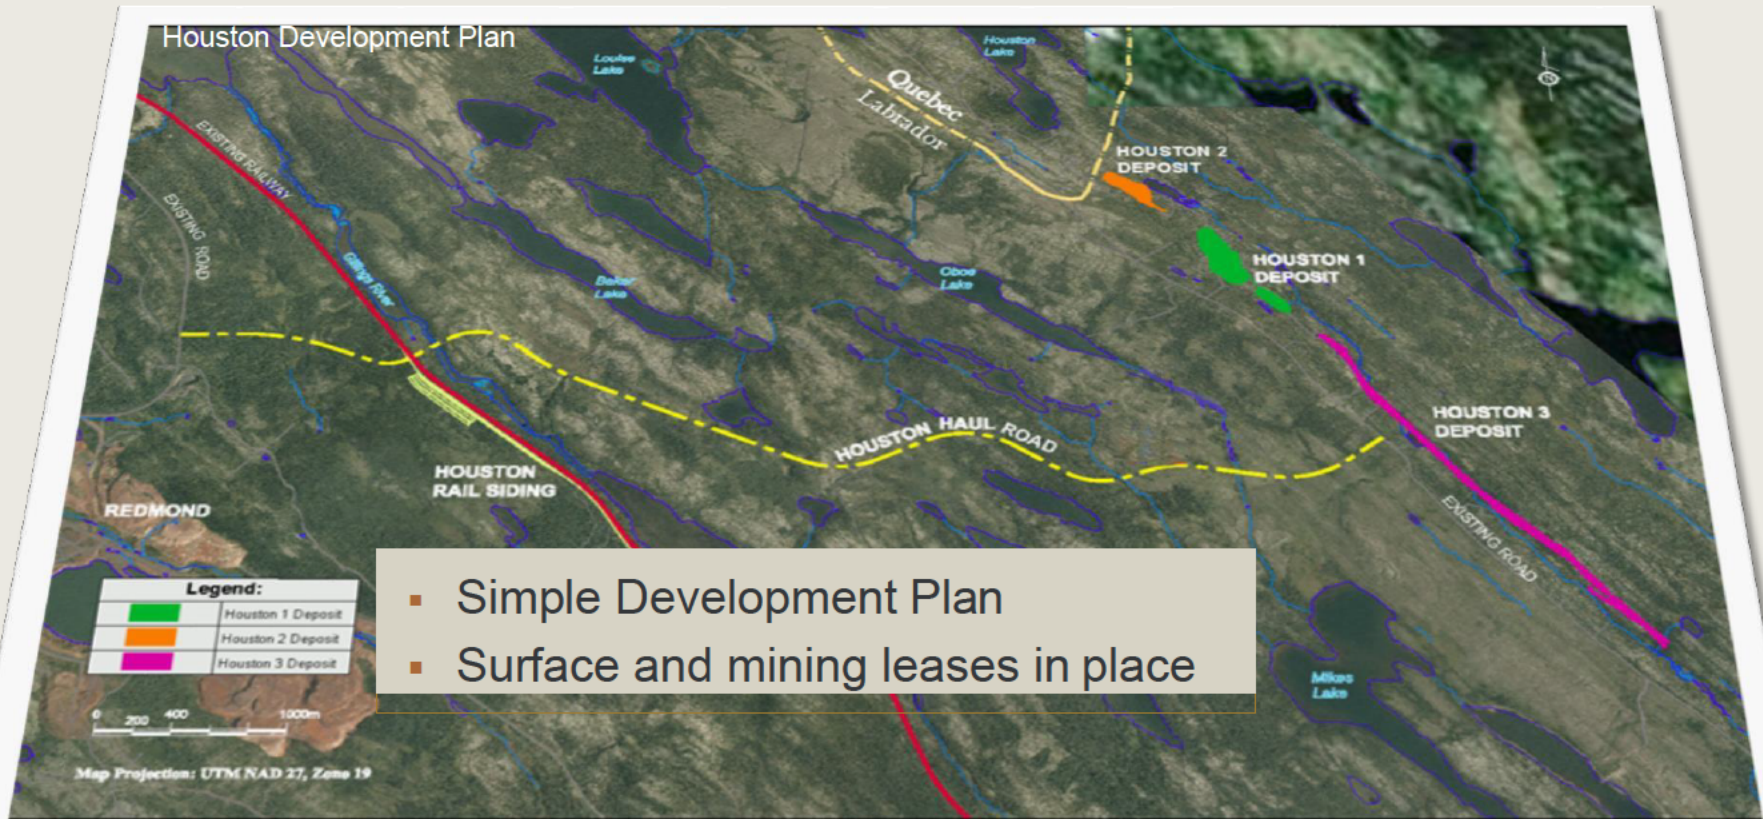 Houston Development Plan
Louise
Lake
Houston
Lake
Quebec
Labrador
HOUSTON 2
DEPOSIT
EXISTING RAILWAY
EXISTING ROAD
Gillings River
HOUSTON 1
DEPOSIT
Baker
Lake
Oboe
Lake
HOUSTON HAUL ROAD
HOUSTON 3
DEPOSIT
HOUSTON
RAIL SIDING
REDMOND
EXISTING ROAD
Legend:
Houston 1 Deposit
Houston 2 Deposit
Houston 3 Deposit
▪ Simple Development Plan
▪ Surface and mining leases in place
Mikes
Lake
0 200 400 1000m
Map Projection: UTM NAD 27, Zone 19